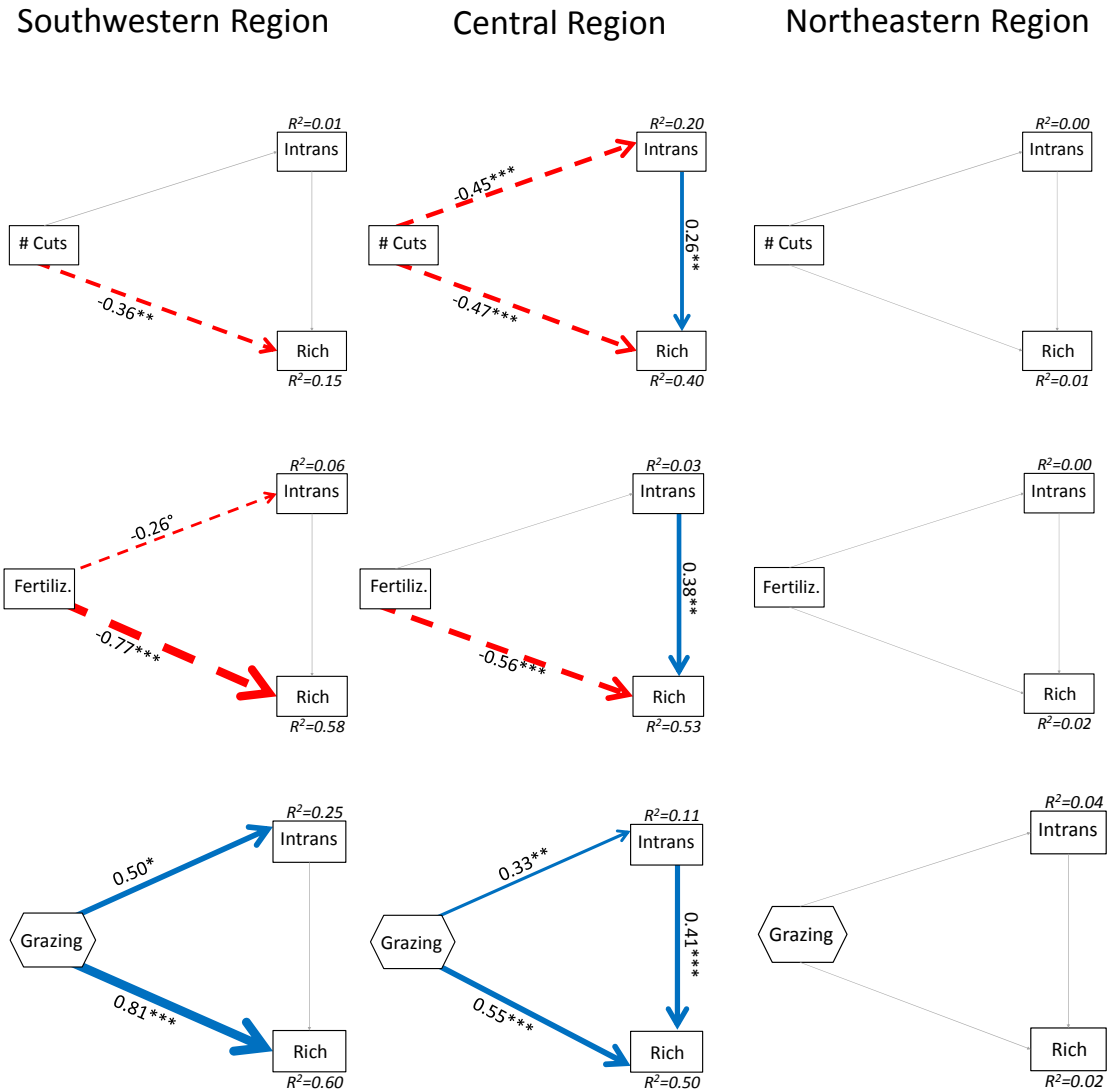 Southwestern Region
Central Region
Northeastern Region
R²=0.01
Intrans
# Cuts
-0.36**
Rich
R²=0.15
R²=0.20
Intrans
-0.45***
# Cuts
0.26**
-0.47***
Rich
R²=0.40
R²=0.00
Intrans
# Cuts
Rich
R²=0.01
R²=0.06
Intrans
-0.26°
Fertiliz.
-0.77***
Rich
R²=0.58
R²=0.03
Intrans
Fertiliz.
0.38**
-0.56***
Rich
R²=0.53
R²=0.00
Intrans
Fertiliz.
Rich
R²=0.02
R²=0.25
Intrans
0.50*
Grazing
0.81***
Rich
R²=0.60
R²=0.11
Intrans
0.33**
Grazing
0.41***
0.55***
Rich
R²=0.50
R²=0.04
Intrans
Grazing
Rich
R²=0.02